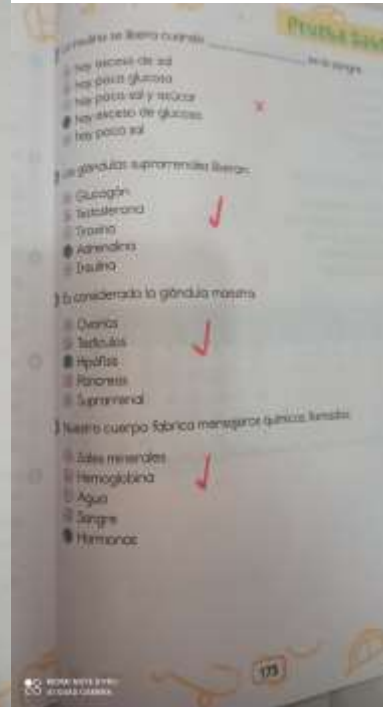 Prueba
La insulina se libera cuando
en la sangre
hay exceso de sal
hay poca glucosa
hay poca sal y azúcar
hay exceso de glucosa
hay poca sal
Las glándulas suprarrenales liberan:
Glucagón
Testosterona
Tiroxina
Adrenalina
Insulina
Es considerada la glándula maestra
Ovarios
Testículos
Hipófisis
Páncreas
Suprarrenal
Nuestro cuerpo fabrica mensajeros químicos llamados
Sales minerales
Hemoglobina
Agua
Sangre
Hormonas
173